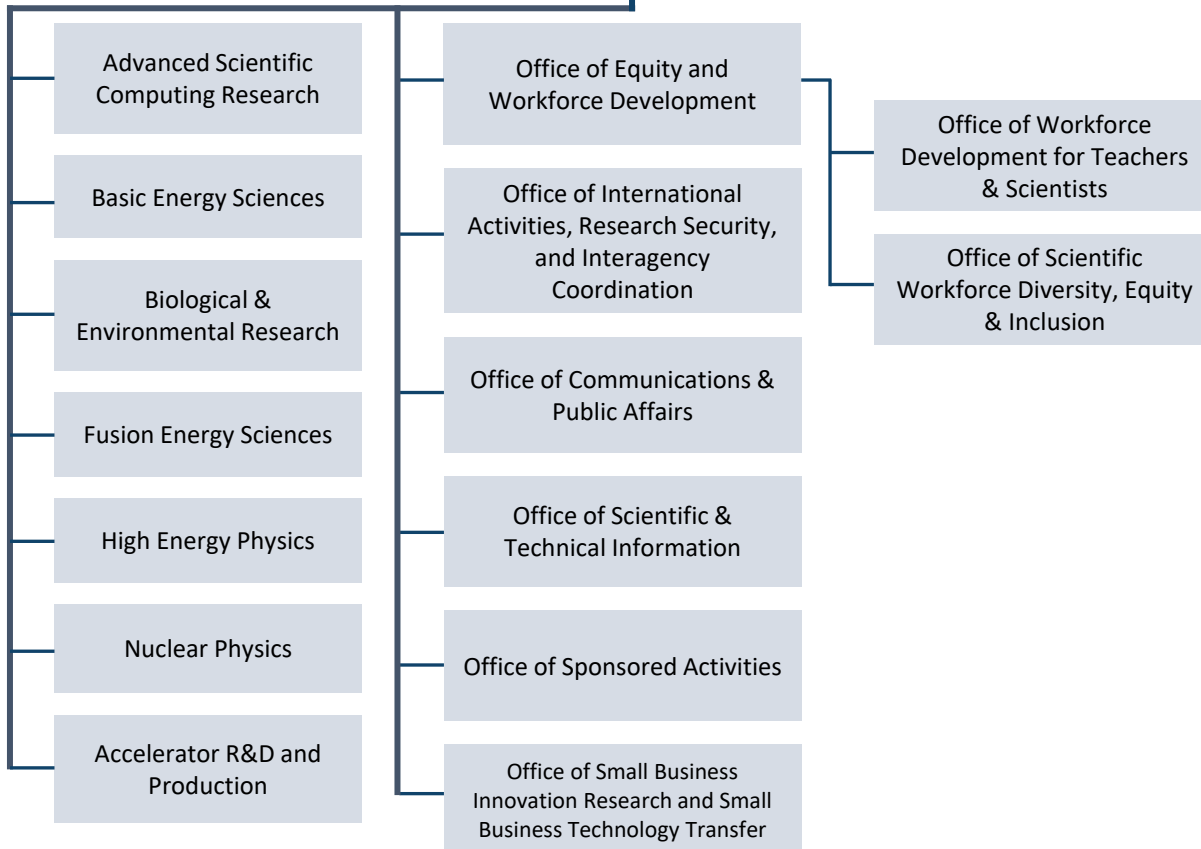 Advanced Scientific
Computing Research
Basic Energy Sciences
Biological &
Environmental Research
Fusion Energy Sciences
High Energy Physics
Nuclear Physics
Accelerator R&D and
Production
Office of Equity and
Workforce Development
Office of International
Activities, Research Security,
and Interagency
Coordination
Office of Communications &
Public Affairs
Office of Scientific &
Technical Information
Office of Sponsored Activities
Office of Small Business
Innovation Research and Small
Business Technology Transfer
Office of Workforce
Development for Teachers
& Scientists
Office of Scientific
Workforce Diversity, Equity
& Inclusion